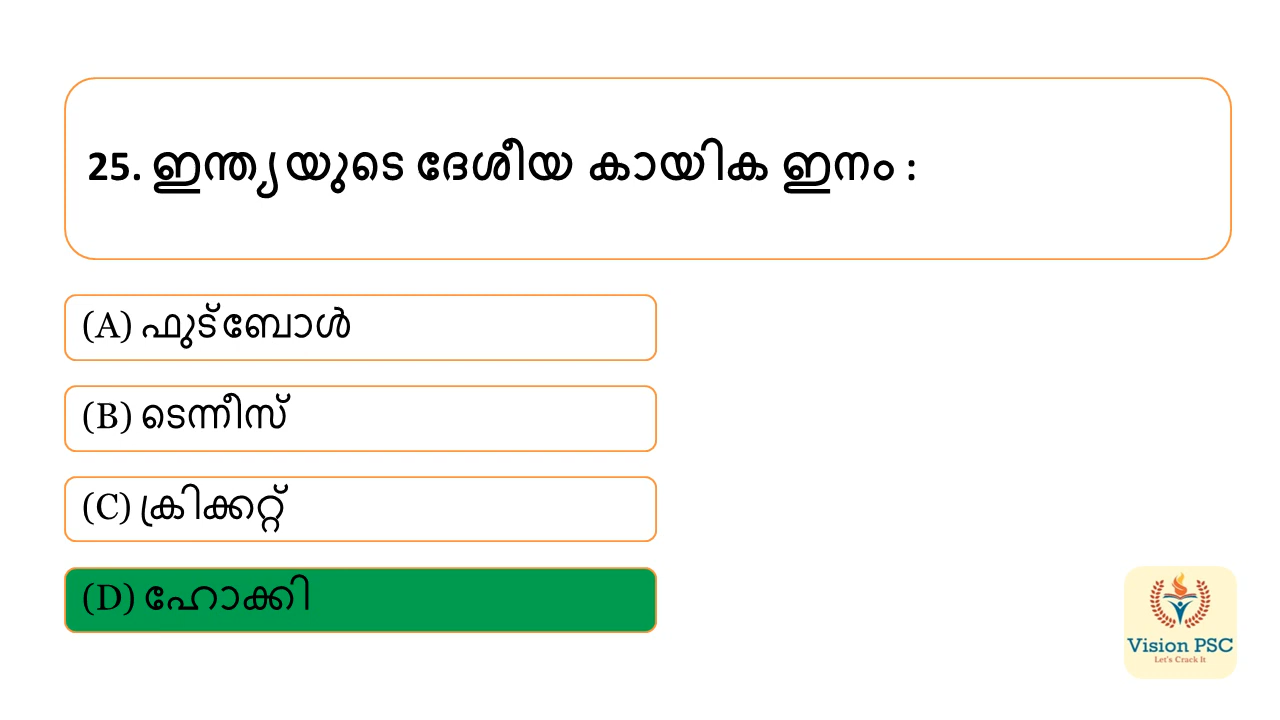 25. ഇന്ത്യയുടെ ദേശീയ കായിക ഇനം :
(A) ഫുട്ബോൾ
(B) ടെന്നീസ്
(C) ക്രിക്കറ്റ്
(D) ഹോക്കി
Vision PSC
Let's Crack It